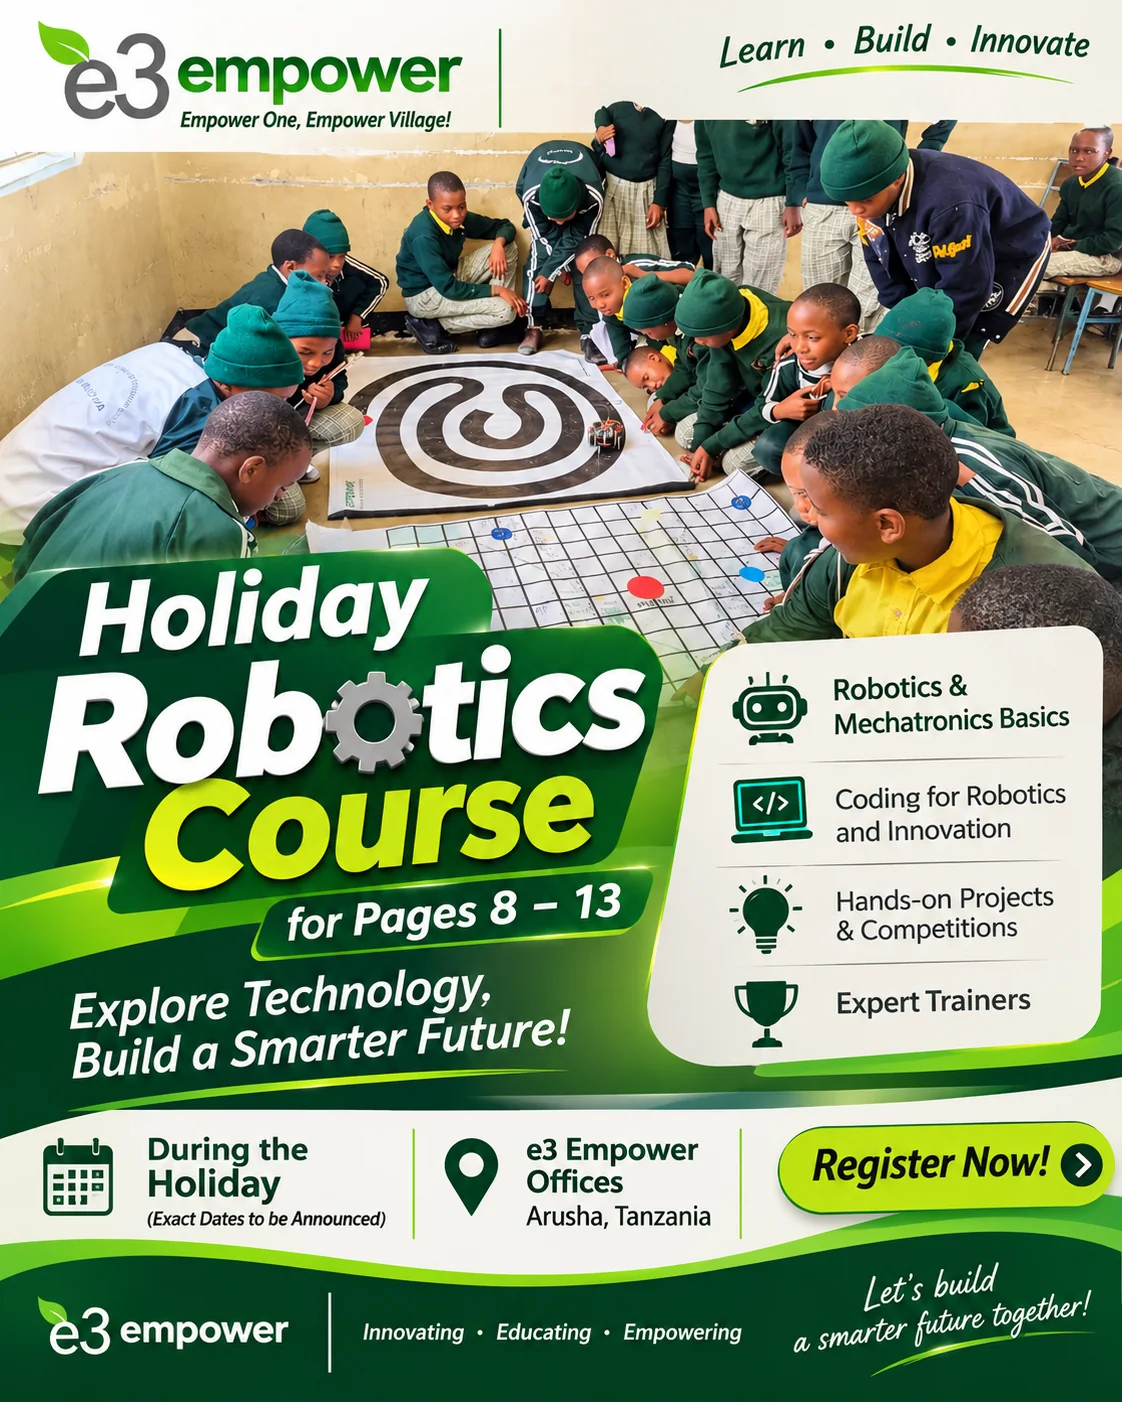 e3 empower
Empower One, Empower Village!
Learn • Build • Innovate
Holiday
Robotics
Course
for Pages 8 – 13
Explore Technology,
Build a Smarter Future!
Robotics &
Mechatronics Basics
</>
Coding for Robotics
and Innovation
Hands-on Projects
& Competitions
Expert Trainers
During the
Holiday
(Exact Dates to be Announced)
e3 Empower
Offices
Arusha, Tanzania
Register Now!
e3 empower
Innovating • Educating • Empowering
Let's build
a smarter future together!